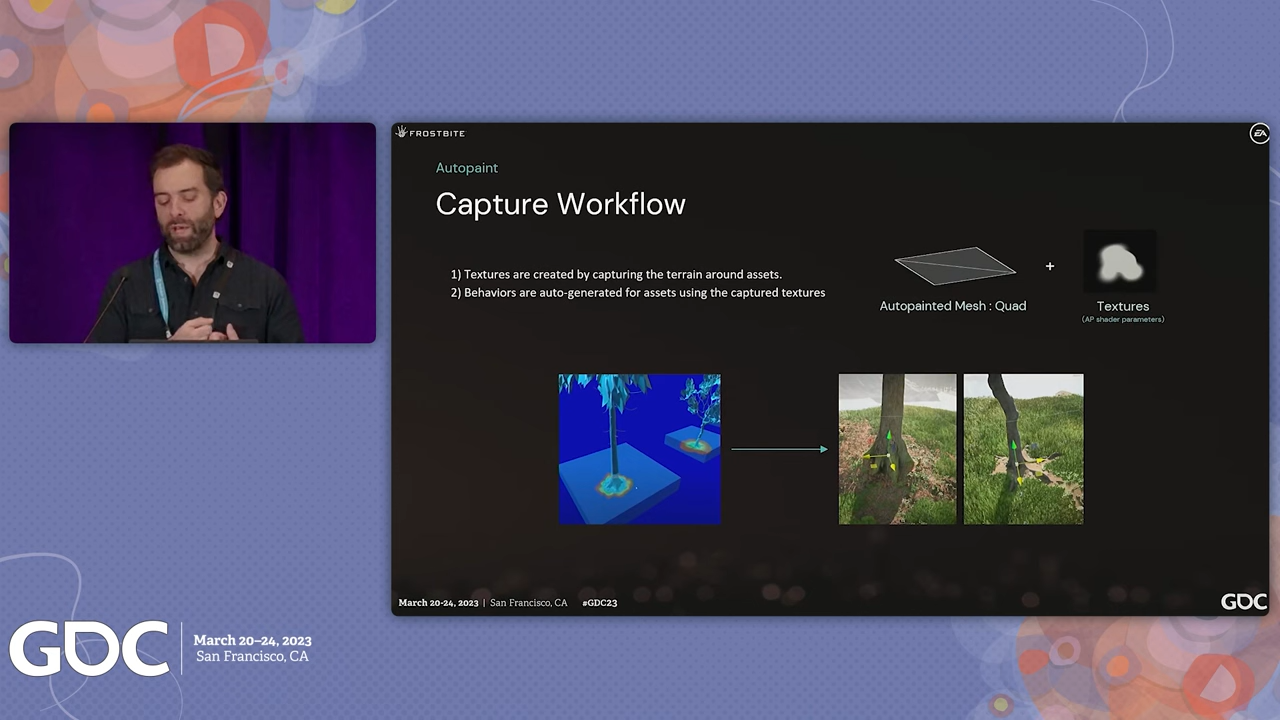 FROSTBITE
EA
Autopaint
Capture Workflow
1) Textures are created by capturing the terrain around assets.
2) Behaviors are auto-generated for assets using the captured textures
+
Autopainted Mesh : Quad
Textures
(AP shader parameters)
March 20-24, 2023 | San Francisco, CA #GDC23
GDC
GDC
March 20–24, 2023
San Francisco, CA